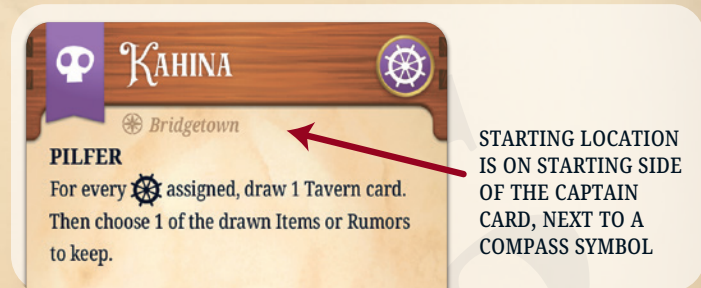 KAHINA
Bridgetown
PILFER
For every assigned, draw 1 Tavern card.
Then choose 1 of the drawn Items or Rumors
to keep.
STARTING LOCATION
IS ON STARTING SIDE
OF THE CAPTAIN
CARD, NEXT TO A
COMPASS SYMBOL